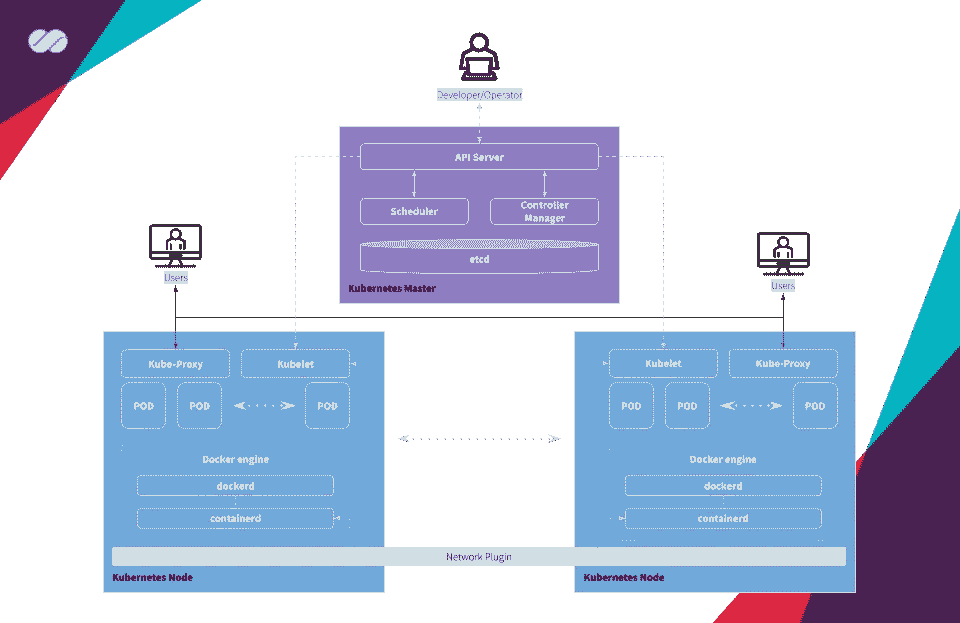 Developer/Operator
API Server
Scheduler
Controller
Manager
etcd
Kubernetes Master
Users
Users
Kube-Proxy
Kubelet
POD
POD
POD
Docker engine
dockerd
containerd
Kubelet
Kube-Proxy
POD
POD
POD
Docker engine
dockerd
containerd
Network Plugin
Kubernetes Node
Kubernetes Node